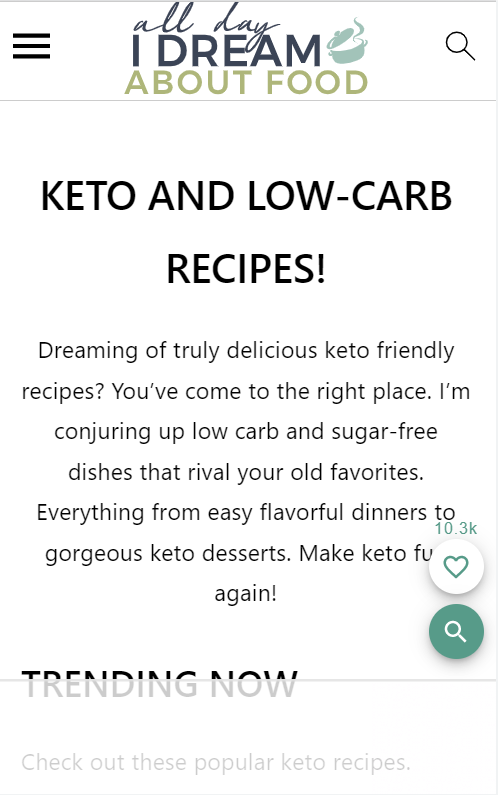 all day
I DREAM
ABOUT FOOD
KETO AND LOW-CARB
RECIPES!
Dreaming of truly delicious keto friendly
recipes? You’ve come to the right place. I’m
conjuring up low carb and sugar-free
dishes that rival your old favorites.
Everything from easy flavorful dinners to
10.3k
gorgeous keto desserts. Make keto fu
again!
TRENDING NOW
Check out these popular keto recipes.